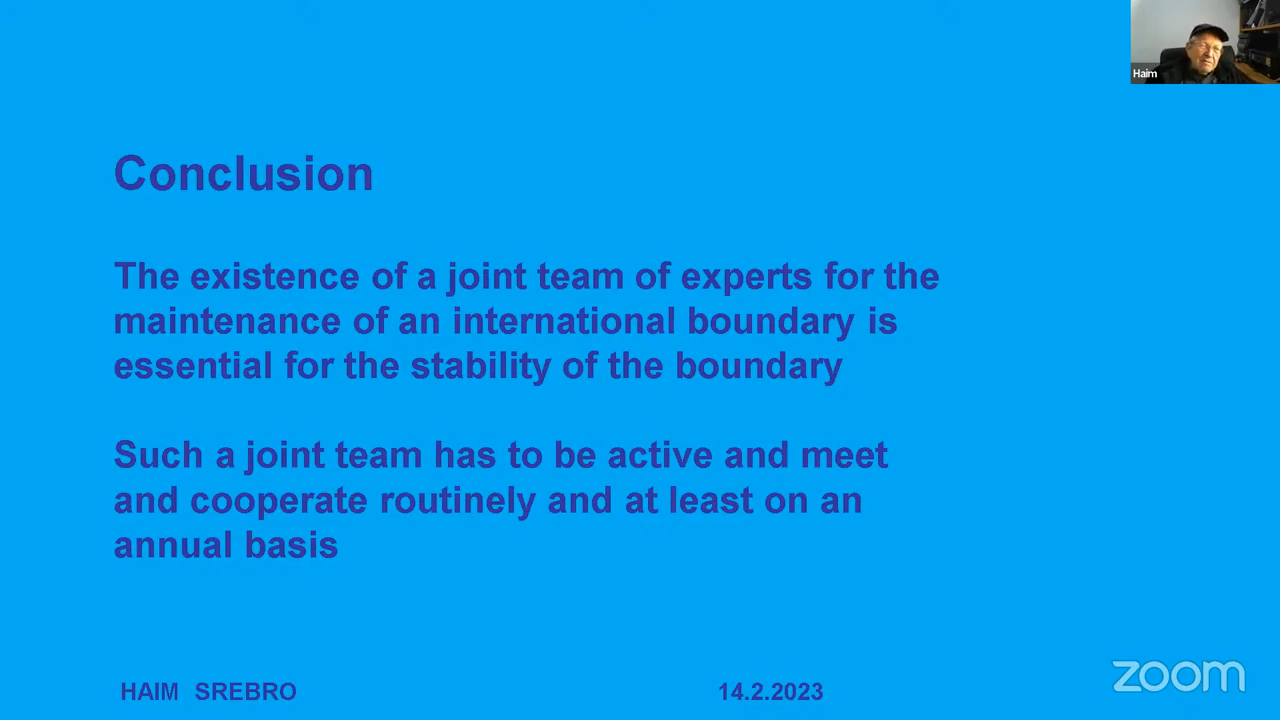 Haim
Conclusion
The existence of a joint team of experts for the
maintenance of an international boundary is
essential for the stability of the boundary
Such a joint team has to be active and meet
and cooperate routinely and at least on an
annual basis
HAIM SREBRO
14.2.2023
zoom